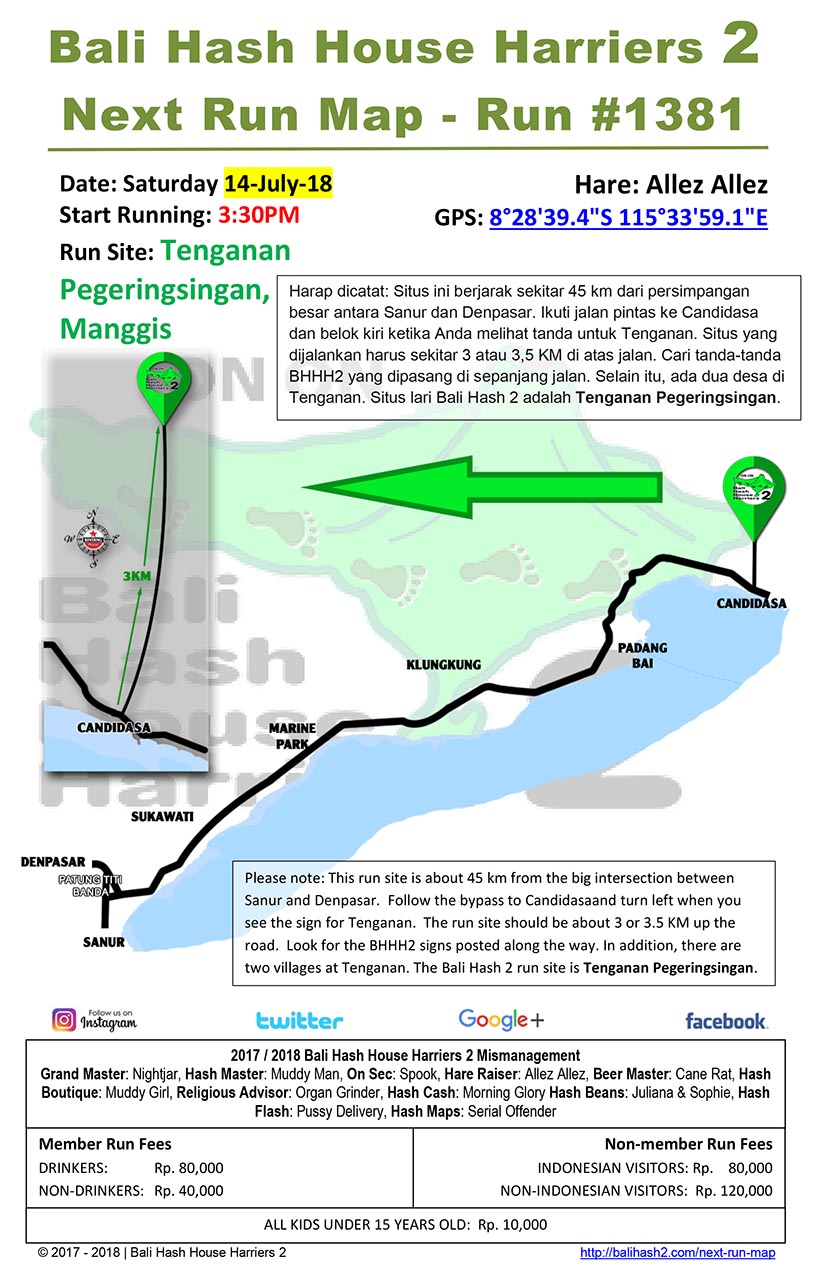 Bali Hash House Harriers 2
Next Run Map - Run #1381
Date: Saturday 14-July-18
Start Running: 3:30PM
Run Site: Tenganan
Pegeringsingan,
Manggis
Hare: Allez Allez
GPS: 8°28'39.4"S 115°33'59.1"E
Harap dicatat: Situs ini berjarak sekitar 45 km dari persimpangan
besar antara Sanur dan Denpasar. Ikuti jalan pintas ke Candidasa
dan belok kiri ketika Anda melihat tanda untuk Tenganan. Situs yang
dijalankan harus sekitar 3 atau 3,5 KM di atas jalan. Cari tanda-tanda
BHHH2 yang dipasang di sepanjang jalan. Selain itu, ada dua desa di
Tenganan. Situs lari Bali Hash 2 adalah Tenganan Pegeringsingan.
ON ON
Bali
Hash
House
Harriers 2
N
W E
S
BINTANG
3KM
CANDIDASA
ON ON
Bali
Hash
House
Harriers 2
CANDIDASA
PADANG
BAI
KLUNGKUNG
MARINE
PARK
SUKAWATI
DENPASAR
PATUNG TITI
BANDA
SANUR
Please note: This run site is about 45 km from the big intersection between
Sanur and Denpasar. Follow the bypass to Candidasaand turn left when you
see the sign for Tenganan. The run site should be about 3 or 3.5 KM up the
road. Look for the BHHH2 signs posted along the way. In addition, there are
two villages at Tenganan. The Bali Hash 2 run site is Tenganan Pegeringsingan.
Follow us on
Instagram
twitter
Google+
facebook.
2017 / 2018 Bali Hash House Harriers 2 Mismanagement
Grand Master: Nightjar, Hash Master: Muddy Man, On Sec: Spook, Hare Raiser: Allez Allez, Beer Master: Cane Rat, Hash
Boutique: Muddy Girl, Religious Advisor: Organ Grinder, Hash Cash: Morning Glory Hash Beans: Juliana & Sophie, Hash
Flash: Pussy Delivery, Hash Maps: Serial Offender
Member Run Fees
DRINKERS: Rp. 80,000
NON-DRINKERS: Rp. 40,000
Non-member Run Fees
INDONESIAN VISITORS: Rp. 80,000
NON-INDONESIAN VISITORS: Rp. 120,000
ALL KIDS UNDER 15 YEARS OLD: Rp. 10,000
© 2017 - 2018 | Bali Hash House Harriers 2
http://balihash2.com/next-run-map